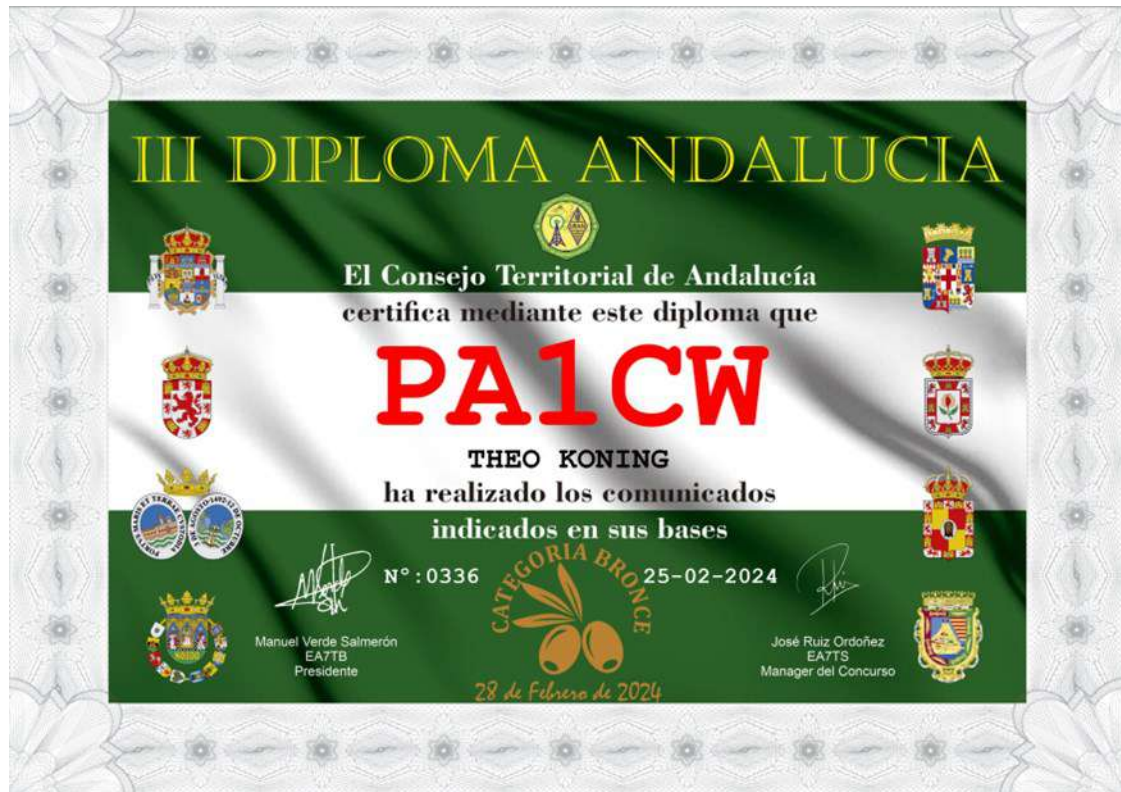 III DIPLOMA ANDALUCIA
El Consejo Territorial de Andalucía
certifica mediante este diploma que
PA1CW
THEO KONING
ha realizado los comunicados
indicados en sus bases
Nº:0336
CATEGORIA BRONCE
25-02-2024
Manuel Verde Salmerón
EA7TB
Presidente
José Ruiz Ordoñez
EA7TS
Manager del Concurso
28 de Febrero de 2024